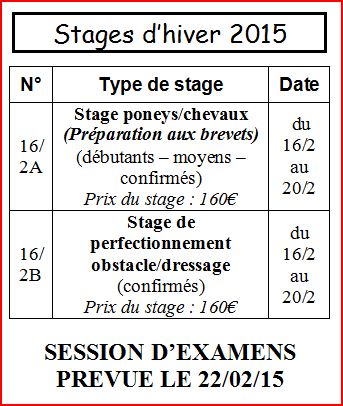 Stages d'hiver 2015
N° Type de stage Date
16/
2A
Stage poneys/chevaux
(Préparation aux brevets)
(débutants – moyens –
confirmés)
Prix du stage : 160€
du
16/2
au
20/2
16/
2B
Stage de
perfectionnement
obstacle/dressage
(confirmés)
Prix du stage : 160€
du
16/2
au
20/2
SESSION D'EXAMENS
PREVUE LE 22/02/15